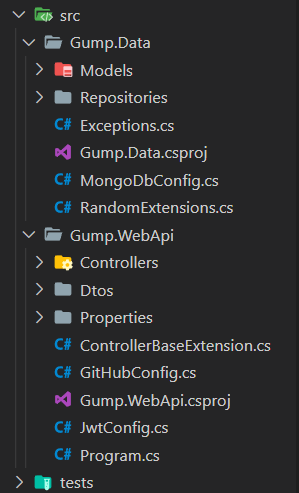 src
Gump.Data
Models
Repositories
C# Exceptions.cs
Gump.Data.csproj
C# MongoDbConfig.cs
C# RandomExtensions.cs
Gump.WebApi
Controllers
Dtos
Properties
C# ControllerBaseExtension.cs
C# GitHubConfig.cs
Gump.WebApi.csproj
C# JwtConfig.cs
C# Program.cs
tests